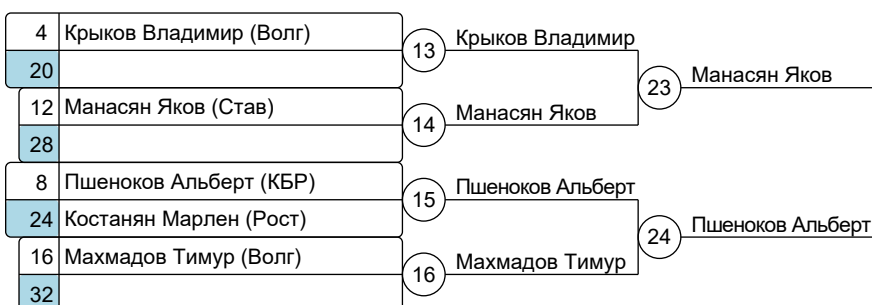 4 Крыков Владимир (Волг)
13 Крыков Владимир
20
23 Манасян Яков
12 Манасян Яков (Став)
14 Манасян Яков
28
8 Пшеноков Альберт (КБР)
15 Пшеноков Альберт
24 Костанян Марлен (Рост)
24 Пшеноков Альберт
16 Махмадов Тимур (Волг)
16 Махмадов Тимур
32